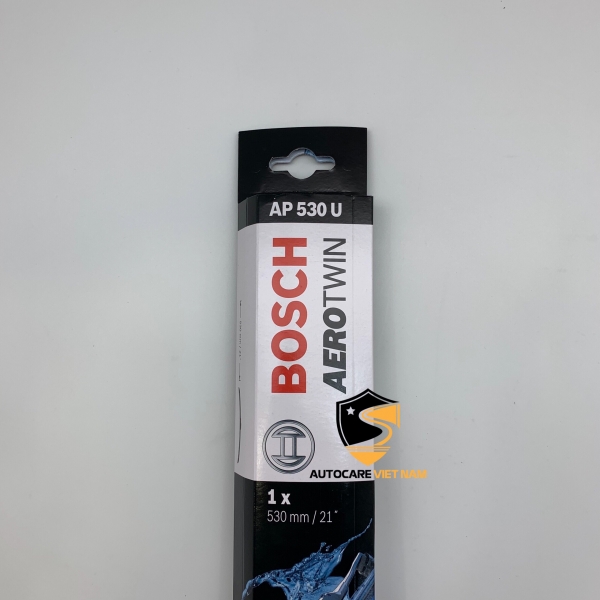 AP 530 U
BOSCH
AEROTWIN
1 x
530 mm / 21"
AUTOCARE VIET NAM